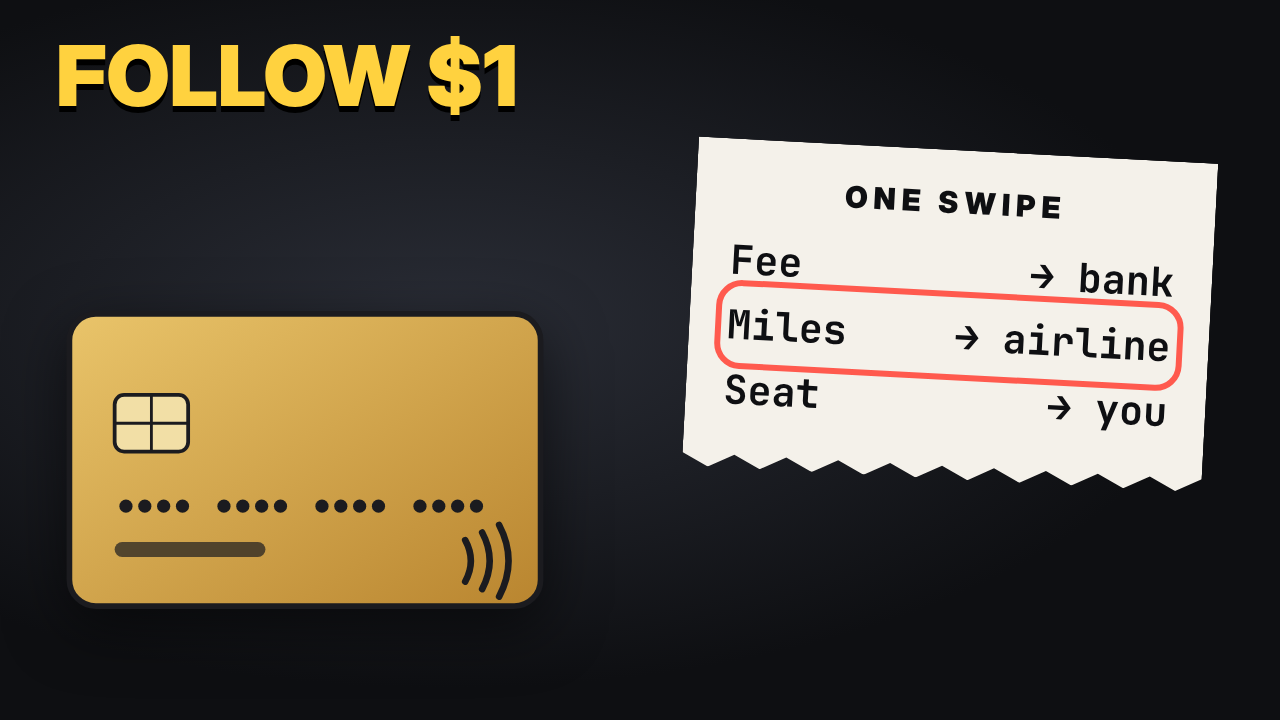 FOLLOW $1
ONE SWIPE
Fee → bank
Miles → airline
Seat → you